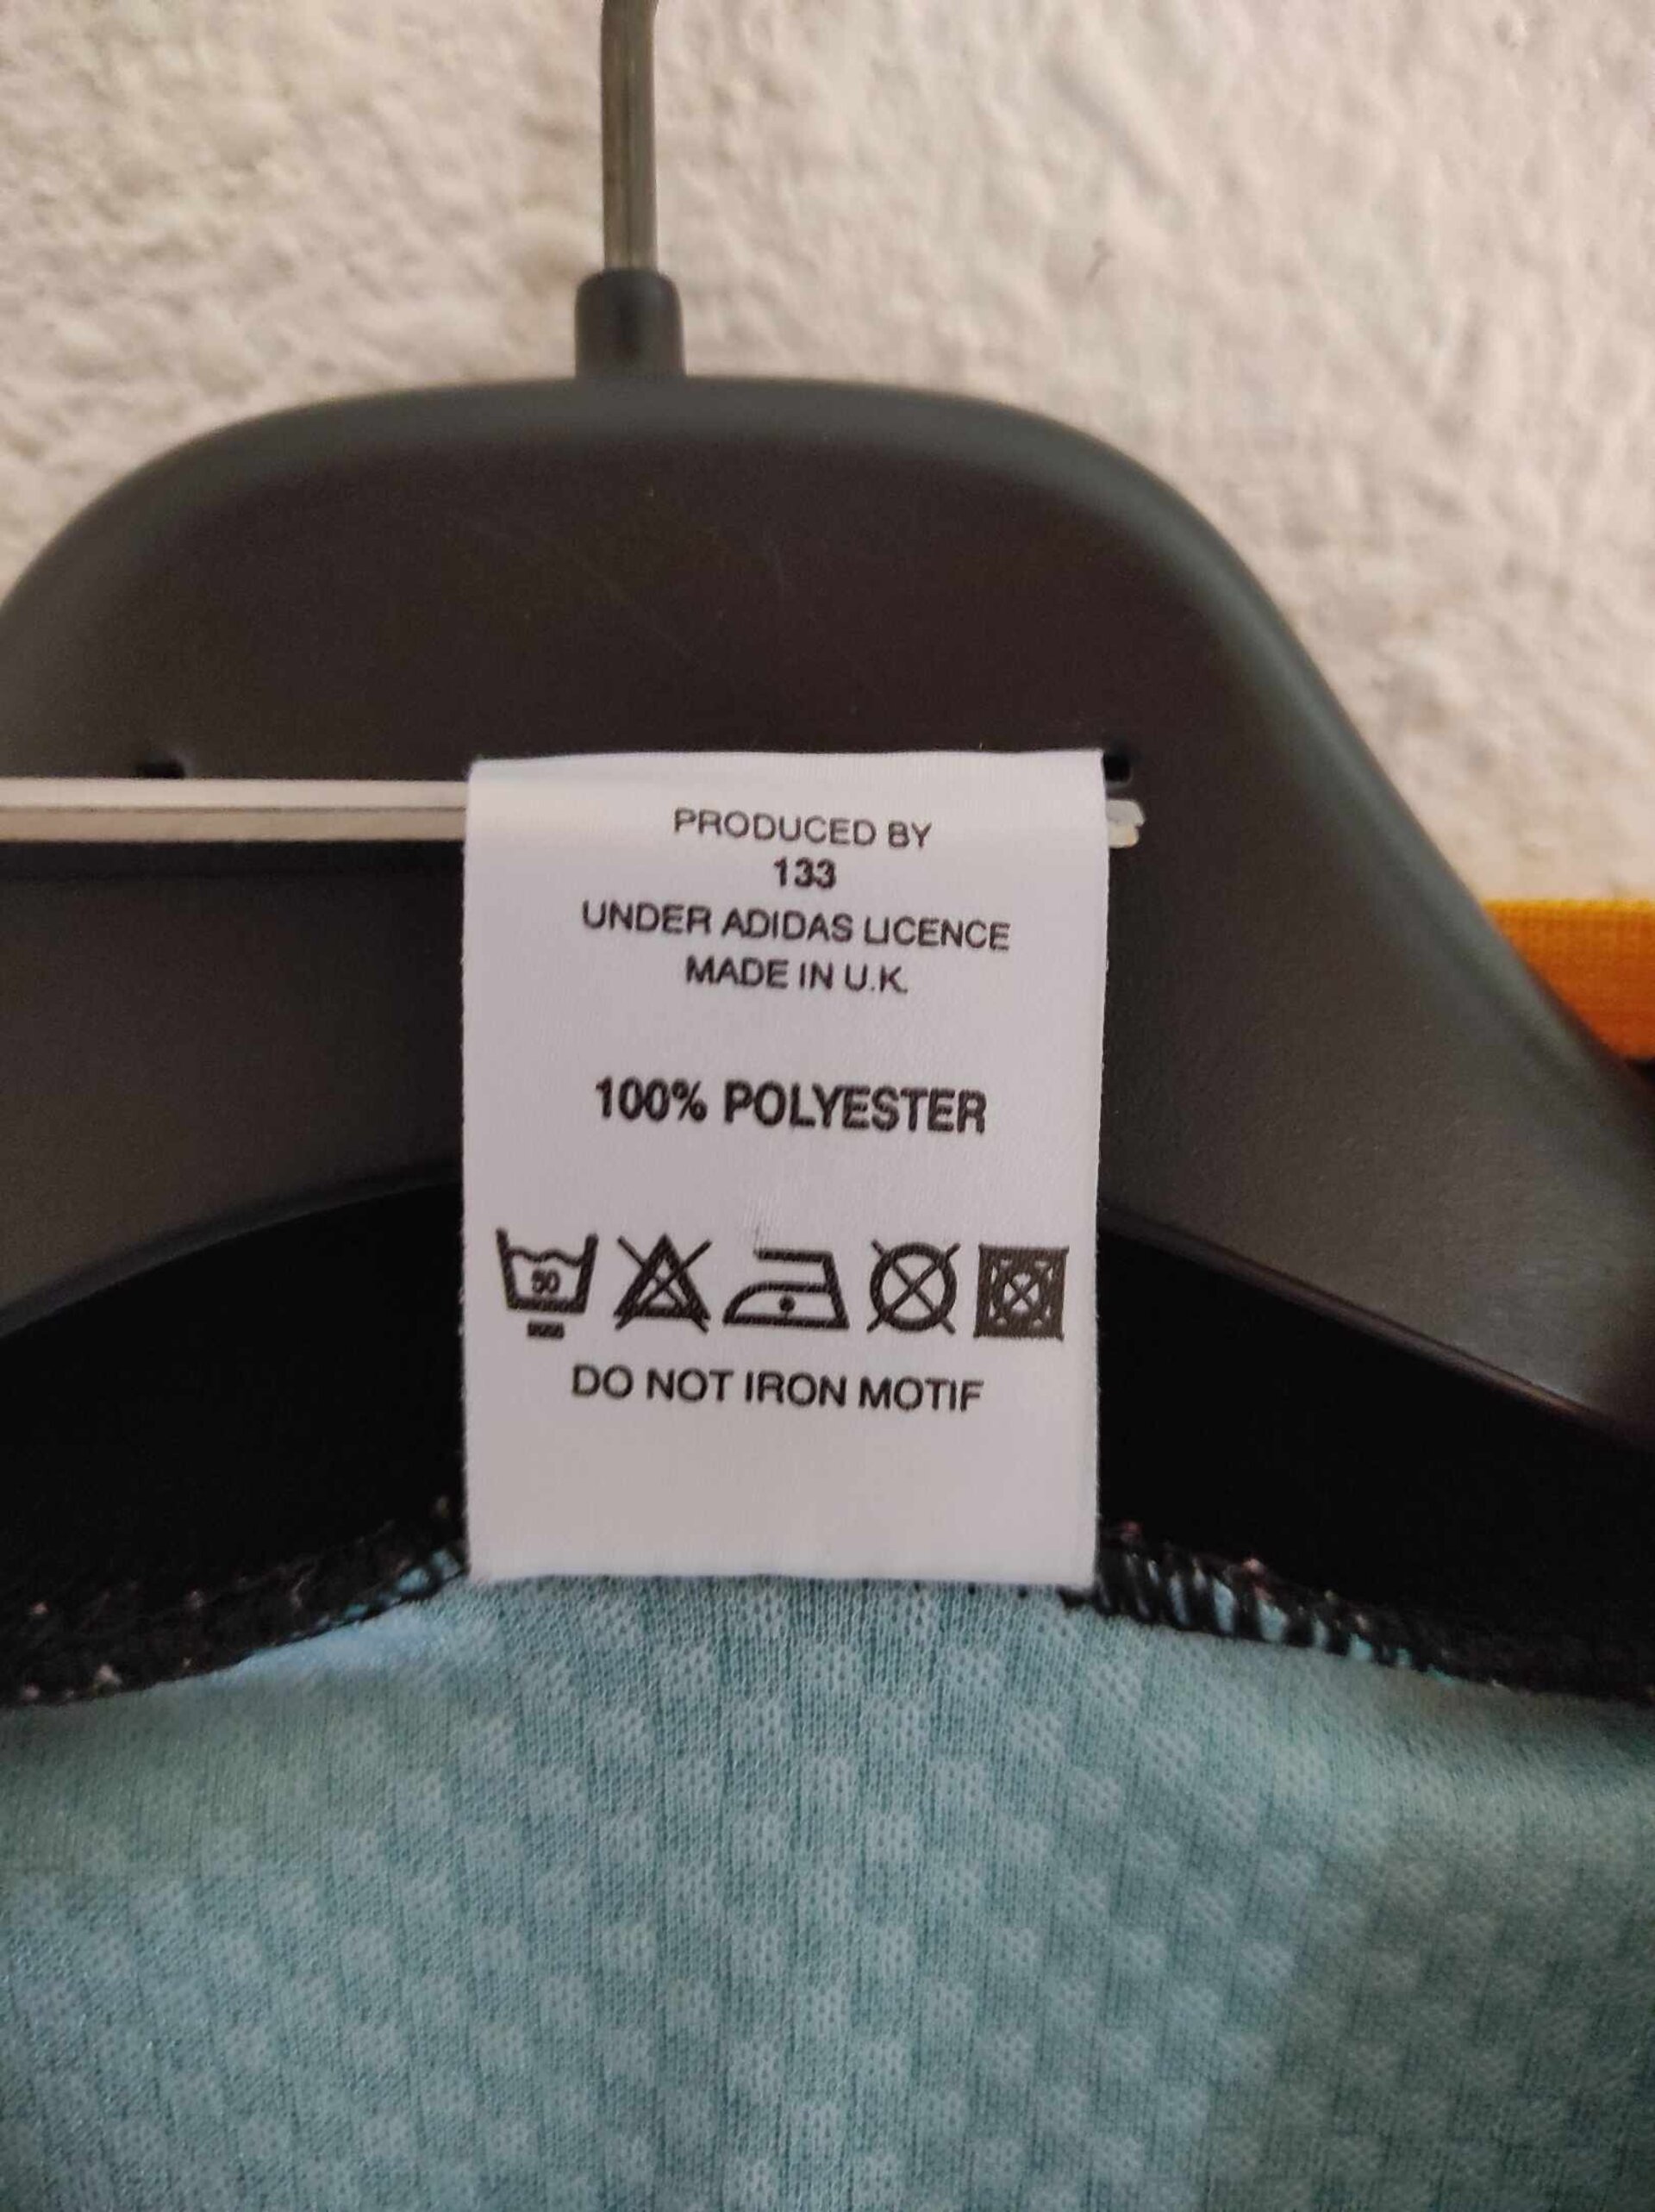 PRODUCED BY
133
UNDER ADIDAS LICENCE
MADE IN U.K.
100% POLYESTER
50
DO NOT IRON MOTIF